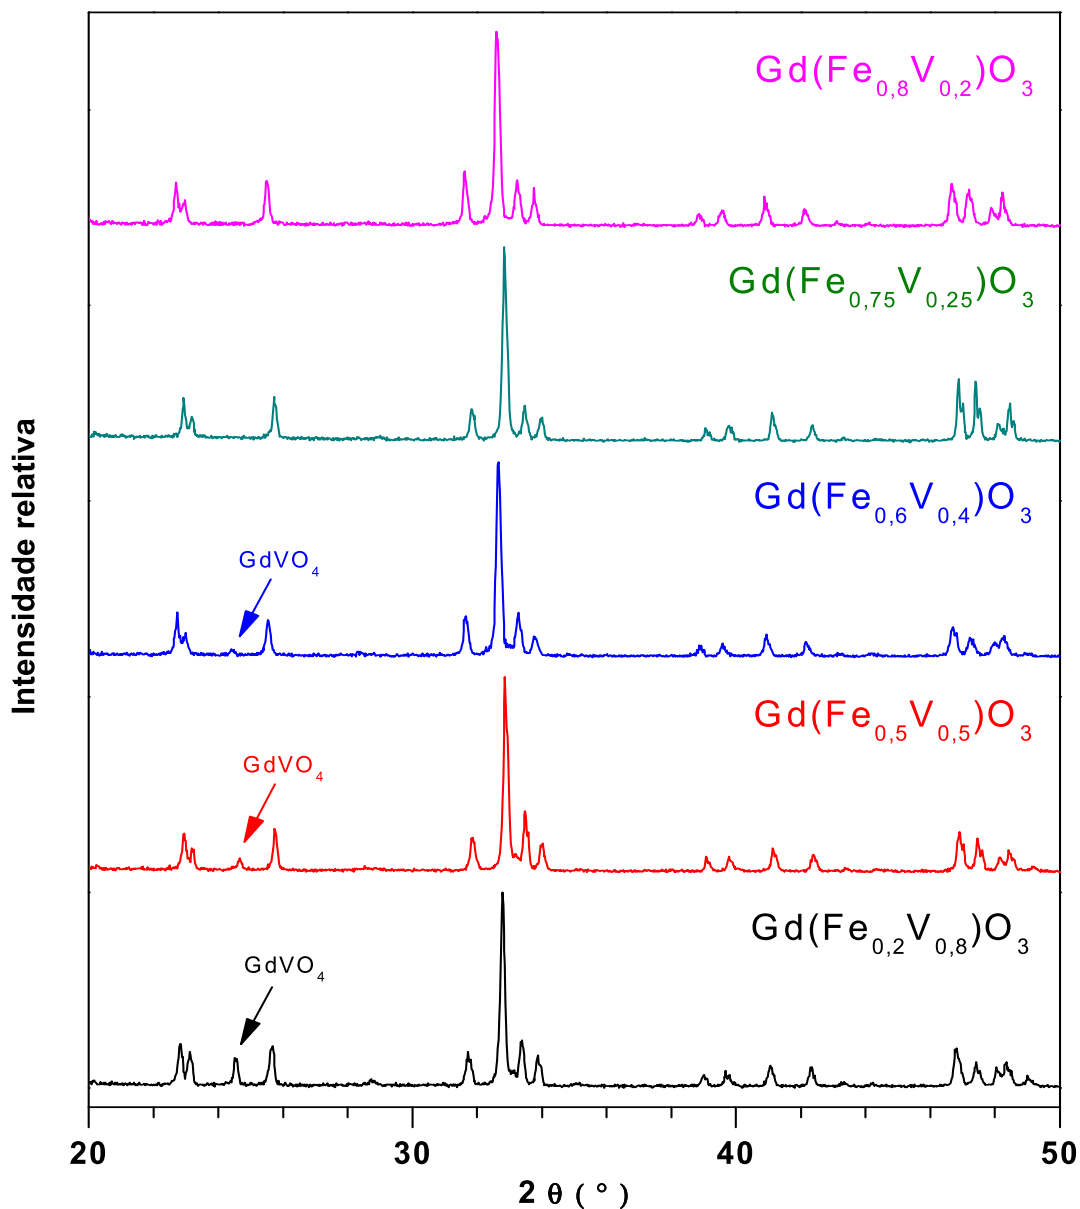 Gd(Fe0,8V0,2)O3
Gd(Fe0,75V0,25)O3
Gd(Fe0,6V0,4)O3
GdVO4
Gd(Fe0,5V0,5)O3
GdVO4
Gd(Fe0,2V0,8)O3
GdVO4
Intensidade relativa
20 30 40 50
2 θ ( ° )